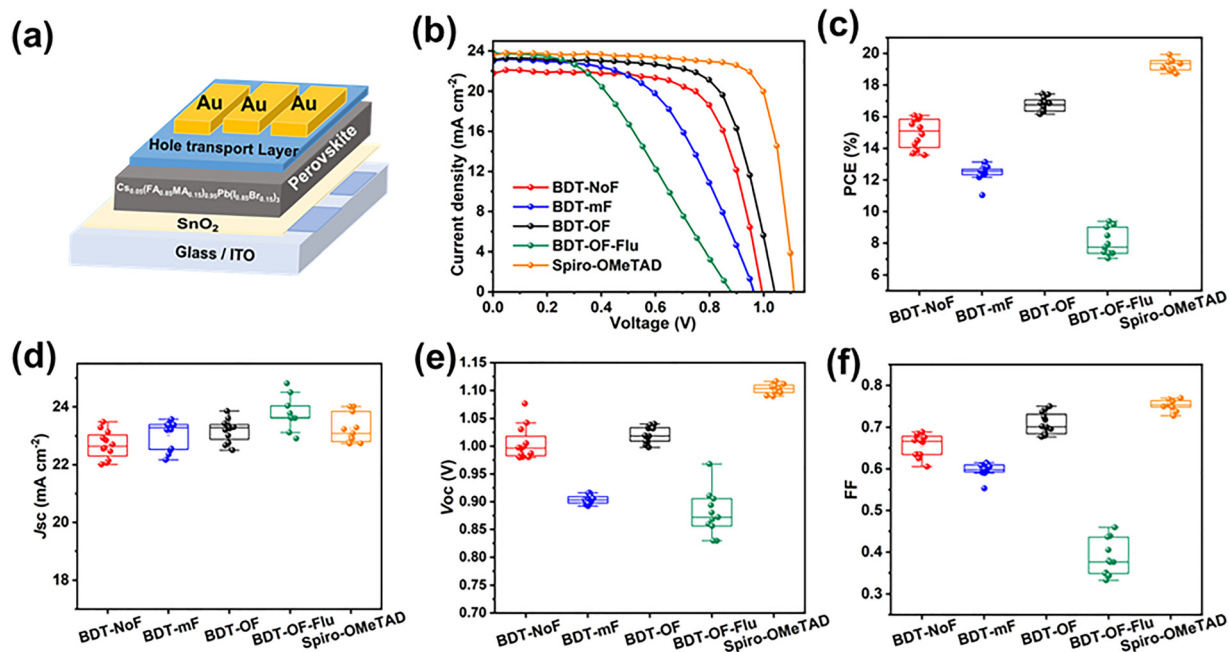 (a)
Au Au Au
Hole transport Layer
Perovskite
Cs0.05(FA0.85MA0.15)0.95Pb(I0.85Br0.15)3
SnO2
Glass / ITO
(b)
Current density (mA cm-2)
24
20
16
12
8
4
0
BDT-NoF
BDT-mF
BDT-OF
BDT-OF-Flu
Spiro-OMeTAD
0.0 0.2 0.4 0.6 0.8 1.0
Voltage (V)
(c)
PCE (%)
20
18
16
14
12
10
8
6
BDT-NoF BDT-mF BDT-OF BDT-OF-Flu Spiro-OMeTAD
(d)
Jsc (mA cm-2)
24
22
20
18
BDT-NoF BDT-mF BDT-OF BDT-OF-Flu Spiro-OMeTAD
(e)
Voc (V)
1.15
1.10
1.05
1.00
0.95
0.90
0.85
0.80
0.75
0.70
BDT-NoF BDT-mF BDT-OF BDT-OF-Flu Spiro-OMeTAD
(f)
FF
0.8
0.7
0.6
0.5
0.4
0.3
BDT-NoF BDT-mF BDT-OF BDT-OF-Flu Spiro-OMeTAD